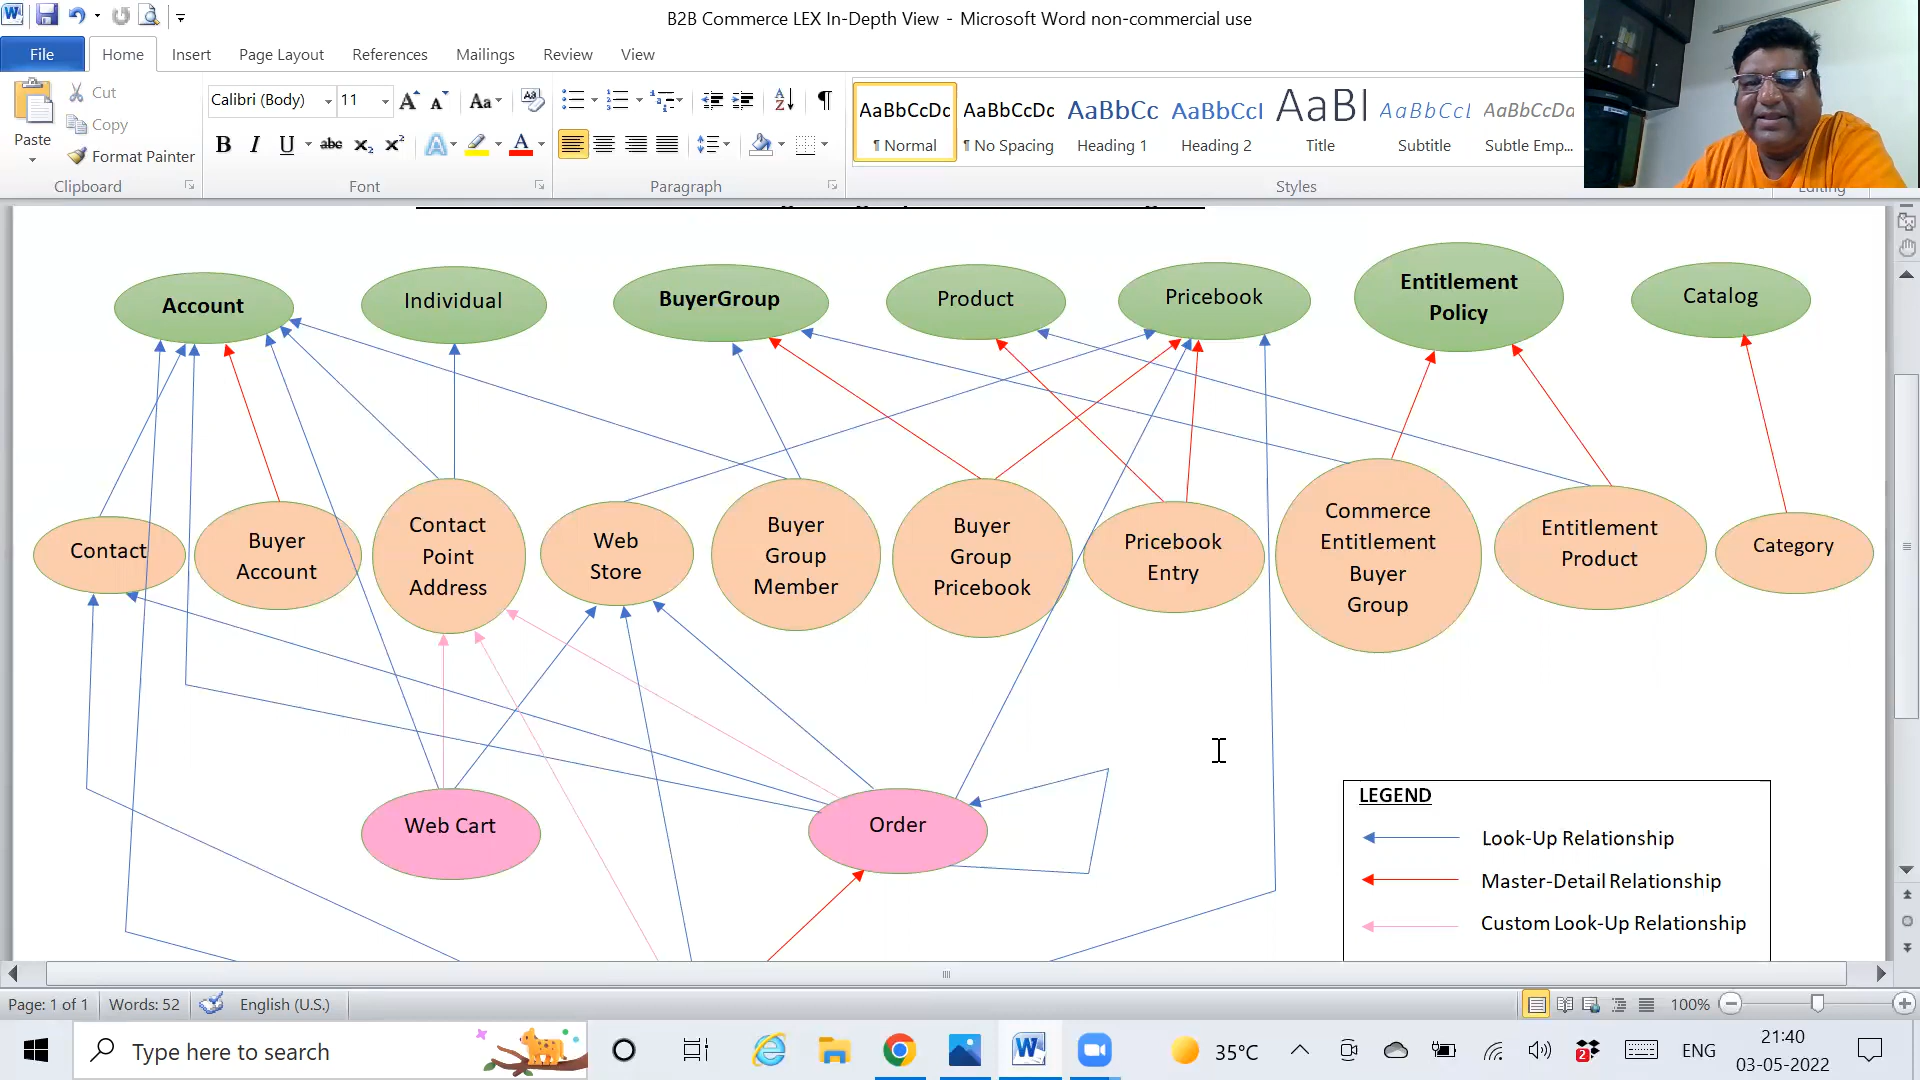 B2B Commerce LEX In-Depth View - Microsoft Word non-commercial use
File Home Insert Page Layout References Mailings Review View
Paste
Cut
Copy
Format Painter
Calibri (Body) 11
AaBbCcDc AaBbCcDc AaBbCc AaBbCcI AaBl AaBbCcL AaBbCcDa
¶ Normal ¶ No Spacing Heading 1 Heading 2 Title Subtitle Subtle Emp...
Clipboard Font Paragraph Styles
Account
Individual
BuyerGroup
Product
Pricebook
Entitlement
Policy
Catalog
Contact
Buyer
Account
Contact
Point
Address
Web
Store
Buyer
Group
Member
Buyer
Group
Pricebook
Pricebook
Entry
Commerce
Entitlement
Buyer
Group
Entitlement
Product
Category
Web Cart
Order
LEGEND
Look-Up Relationship
Master-Detail Relationship
Custom Look-Up Relationship
Page: 1 of 1 Words: 52 English (U.S.) 100%
Type here to search
35°C
2
ENG
21:40
03-05-2022